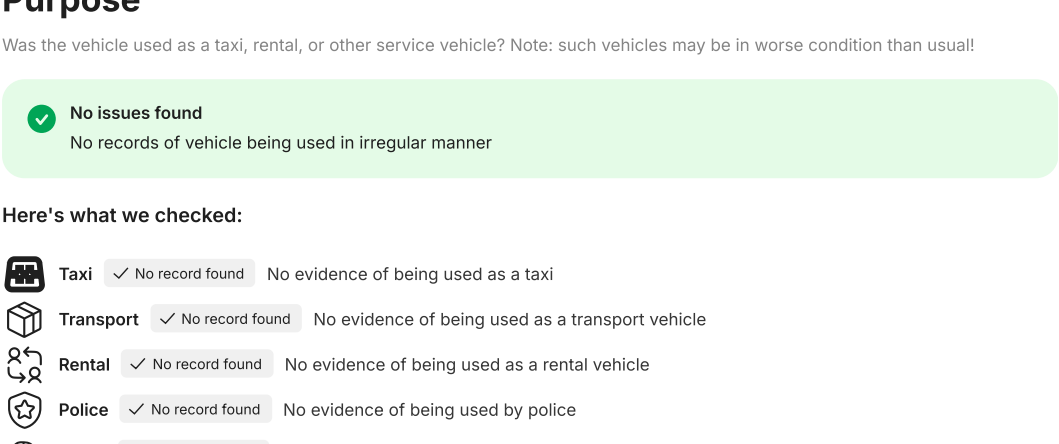 Purpose
Was the vehicle used as a taxi, rental, or other service vehicle? Note: such vehicles may be in worse condition than usual!
No issues found
No records of vehicle being used in irregular manner
Here's what we checked:
Taxi No record found No evidence of being used as a taxi
Transport No record found No evidence of being used as a transport vehicle
Rental No record found No evidence of being used as a rental vehicle
Police No record found No evidence of being used by police